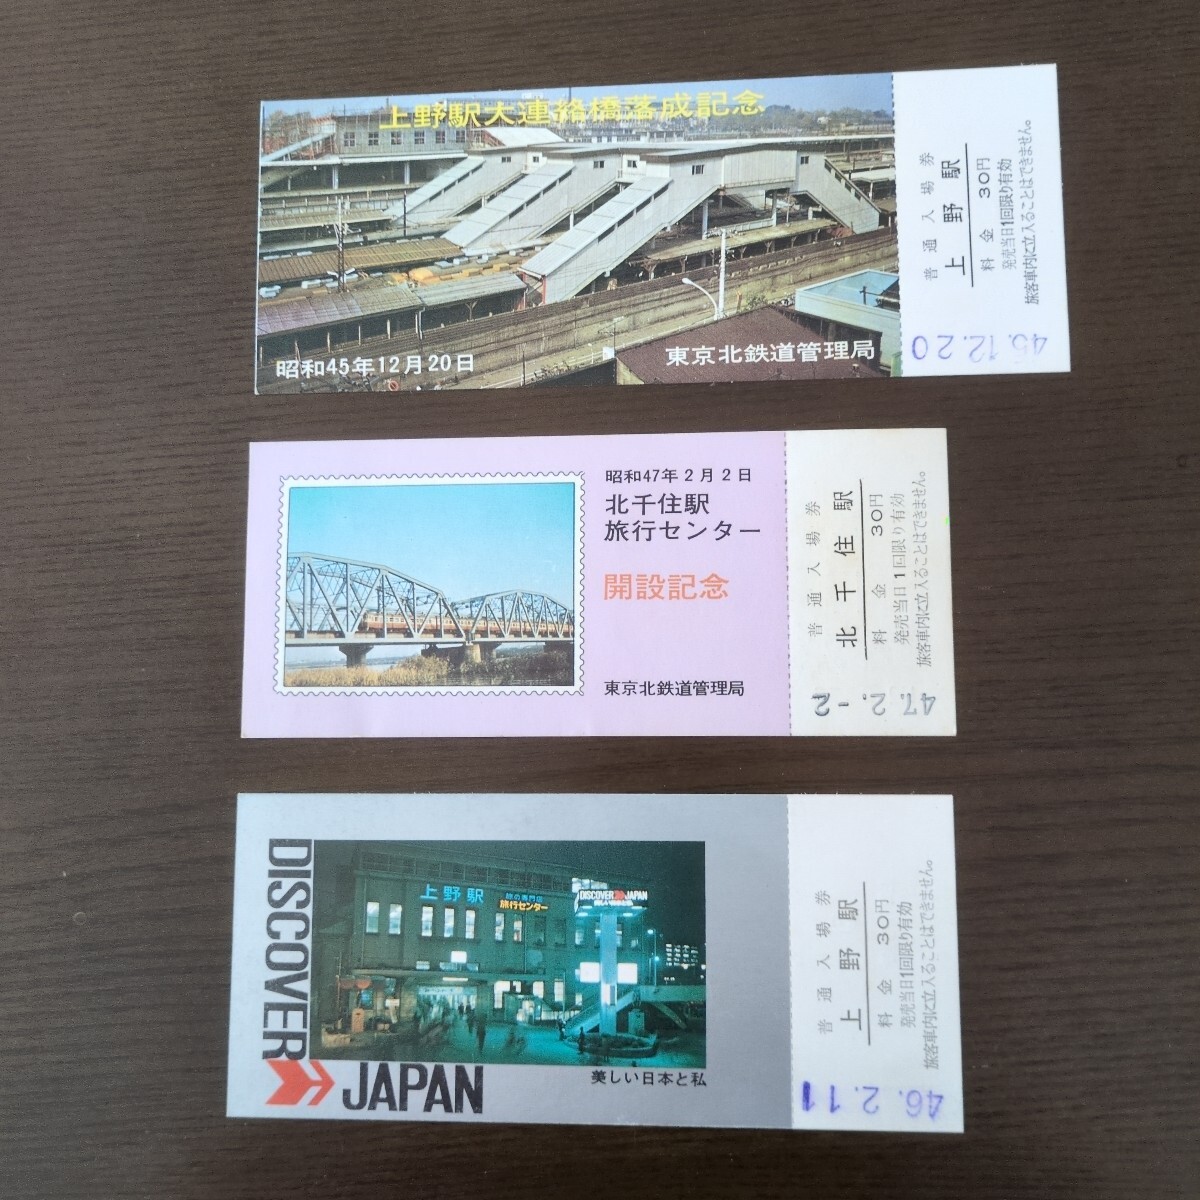 上野駅大連絡橋落成記念
昭和45年12月20日
東京北鉄道管理局
普通入場券
上野駅
料金 30円
発売当日1回限り有効
旅客車内に立入ることはできません。
45.12.20
昭和47年2月2日
北千住駅
旅行センター
開設記念
東京北鉄道管理局
普通入場券
北千住駅
料金 30円
発売当日1回限り有効
旅客車内に立入ることはできません。
47.2.-2
DISCOVER
JAPAN
上野駅
旅行センター
DISCOVER JAPAN
美しい日本と私
普通入場券
上野駅
料金 30円
発売当日1回限り有効
旅客車内に立入ることはできません。
46.2.11